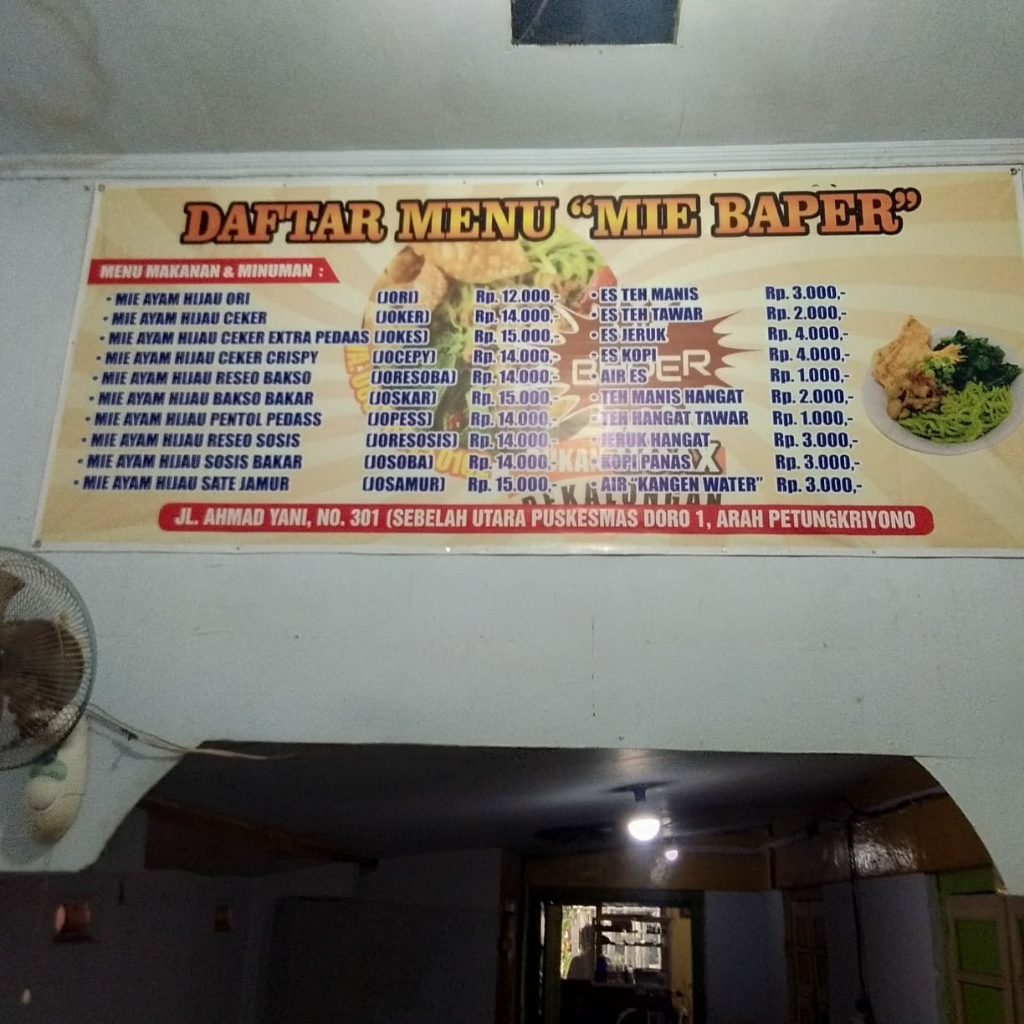 DAFTAR MENU "MIE BAPER"
MENU MAKANAN & MINUMAN :
• MIE AYAM HIJAU ORI (JORI) Rp. 12.000,-
• MIE AYAM HIJAU CEKER (JOKER) Rp. 14.000,-
• MIE AYAM HIJAU CEKER EXTRA PEDAAS (JOKES) Rp. 15.000,-
• MIE AYAM HIJAU CEKER CRISPY (JOCEPY) Rp. 14.000,-
• MIE AYAM HIJAU RESEO BAKSO (JORESOBA) Rp. 14.000,-
• MIE AYAM HIJAU BAKSO BAKAR (JOSKAR) Rp. 15.000,-
• MIE AYAM HIJAU PENTOL PEDASS (JOPESS) Rp. 14.000,-
• MIE AYAM HIJAU RESEO SOSIS (JORESOSIS) Rp. 14.000,-
• MIE AYAM HIJAU SOSIS BAKAR (JOSOBA) Rp. 14.000,-
• MIE AYAM HIJAU SATE JAMUR (JOSAMUR) Rp. 15.000,-
• ES TEH MANIS Rp. 3.000,-
• ES TEH TAWAR Rp. 2.000,-
• ES JERUK Rp. 4.000,-
• ES KOPI Rp. 4.000,-
• AIR ES Rp. 1.000,-
• TEH MANIS HANGAT Rp. 2.000,-
• TEH HANGAT TAWAR Rp. 1.000,-
• JERUK HANGAT Rp. 3.000,-
• KOPI PANAS Rp. 3.000,-
• AIR "KANGEN WATER" Rp. 3.000,-
BAPER
PEKALONGAN
JL. AHMAD YANI, NO. 301 (SEBELAH UTARA PUSKESMAS DORO 1, ARAH PETUNGKRIYONO